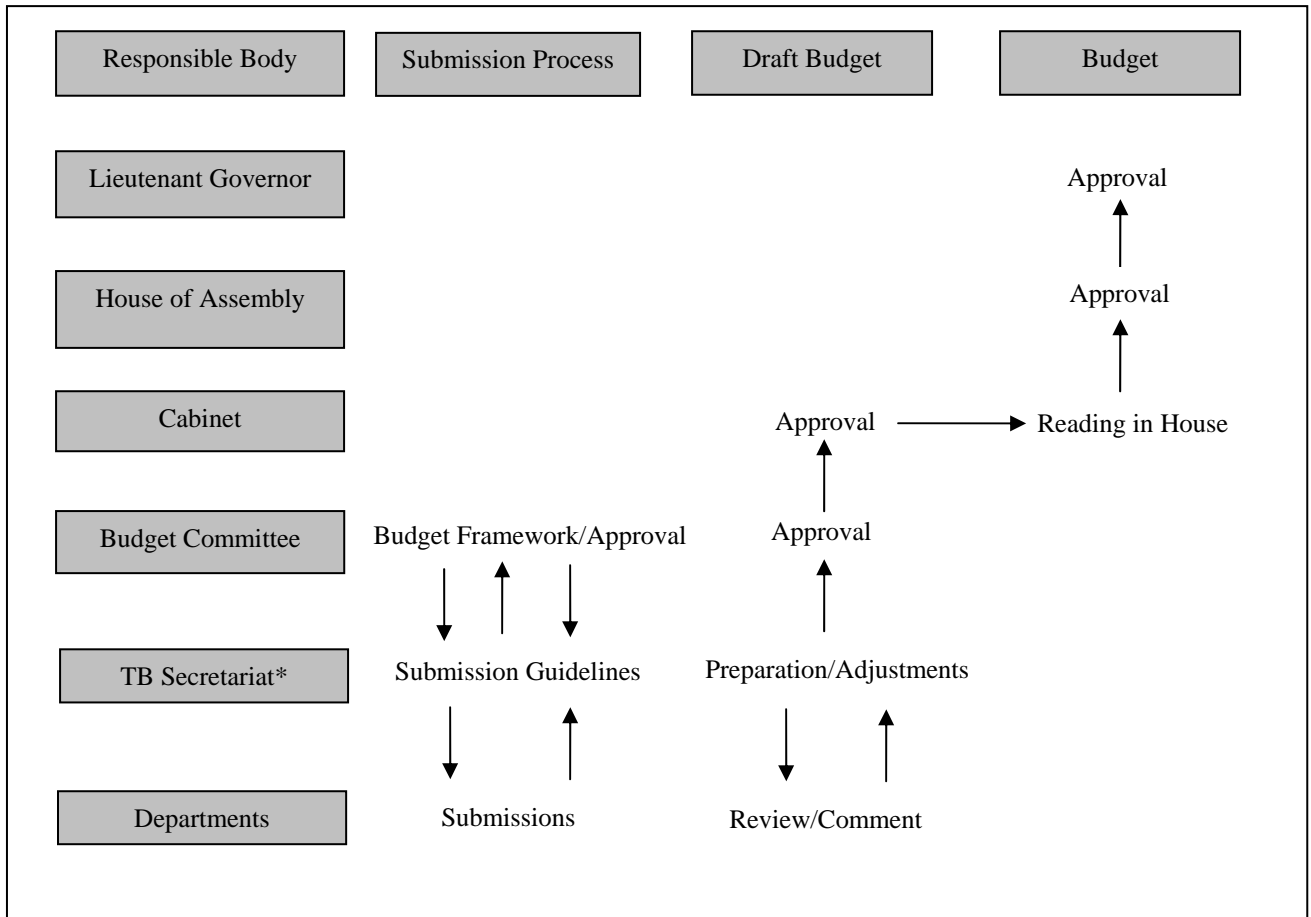 Responsible Body
Submission Process
Draft Budget
Budget
Lieutenant Governor
Approval
House of Assembly
Approval
Cabinet
Approval
Reading in House
Budget Committee
Budget Framework/Approval
Approval
TB Secretariat*
Submission Guidelines
Preparation/Adjustments
Departments
Submissions
Review/Comment